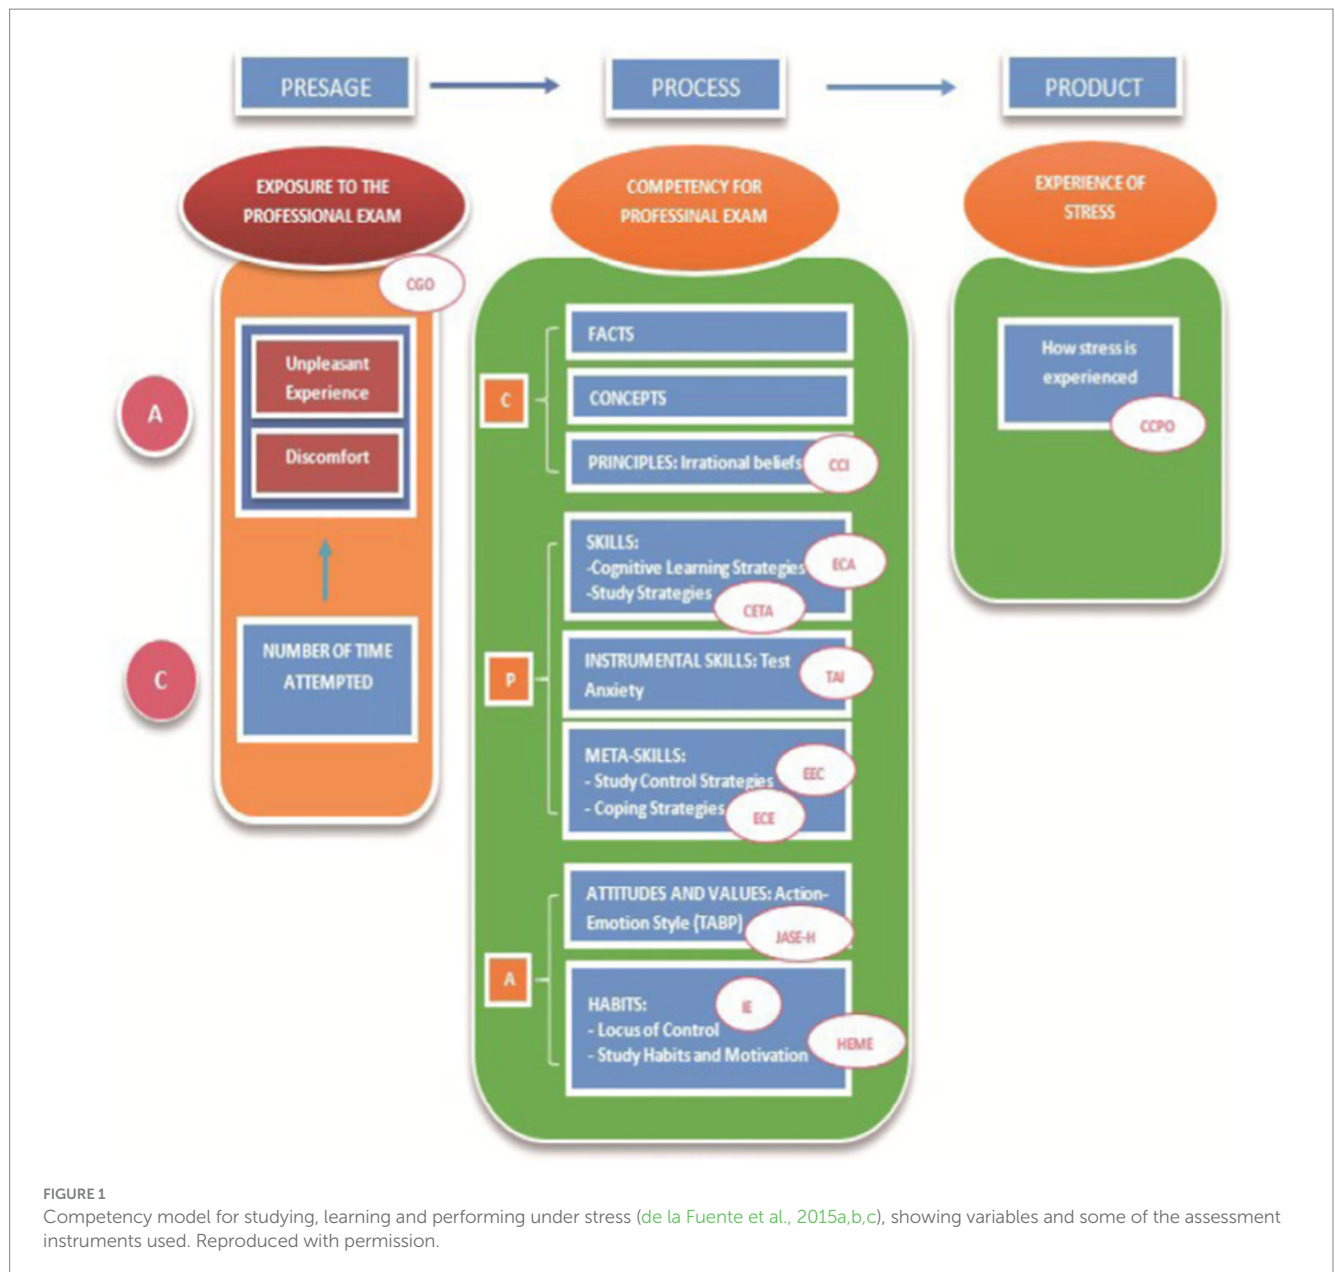 PRESAGE
PROCESS
PRODUCT
EXPOSURE TO THE
PROFESSIONAL EXAM
CGO
A
Unpleasant
Experience
Discomfort
C
NUMBER OF TIME
ATTEMPTED
COMPETENCY FOR
PROFESSINAL EXAM
C
FACTS
CONCEPTS
PRINCIPLES: Irrational beliefs
CCI
P
SKILLS:
-Cognitive Learning Strategies
ECA
-Study Strategies
CETA
INSTRUMENTAL SKILLS: Test
Anxiety
TAI
META-SKILLS:
- Study Control Strategies
EEC
- Coping Strategies
ECE
A
ATTITUDES AND VALUES: Action-
Emotion Style (TABP)
JASE-H
HABITS:
IE
- Locus of Control
- Study Habits and Motivation
HEME
EXPERIENCE OF
STRESS
How stress is
experienced
CCPO
FIGURE 1
Competency model for studying, learning and performing under stress (de la Fuente et al., 2015a,b,c), showing variables and some of the assessment
instruments used. Reproduced with permission.